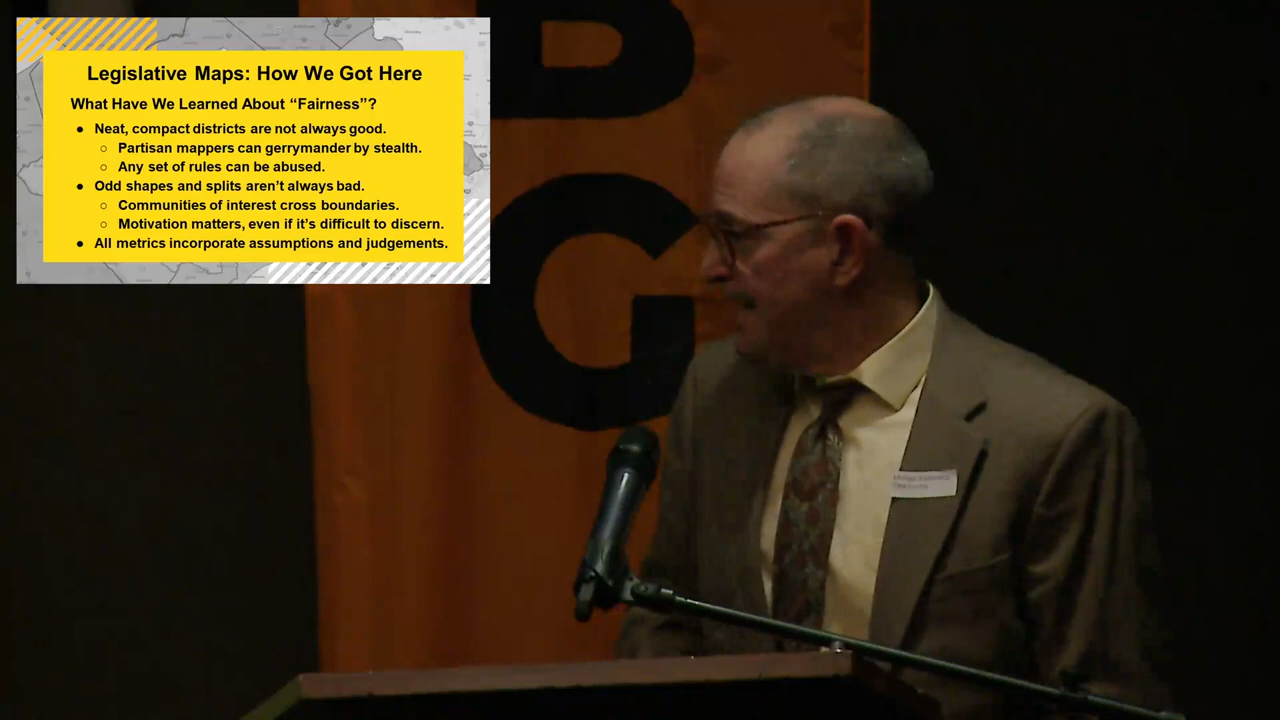 Legislative Maps: How We Got Here
What Have We Learned About “Fairness”?
● Neat, compact districts are not always good.
○ Partisan mappers can gerrymander by stealth.
○ Any set of rules can be abused.
● Odd shapes and splits aren’t always bad.
○ Communities of interest cross boundaries.
○ Motivation matters, even if it’s difficult to discern.
● All metrics incorporate assumptions and judgements.
G